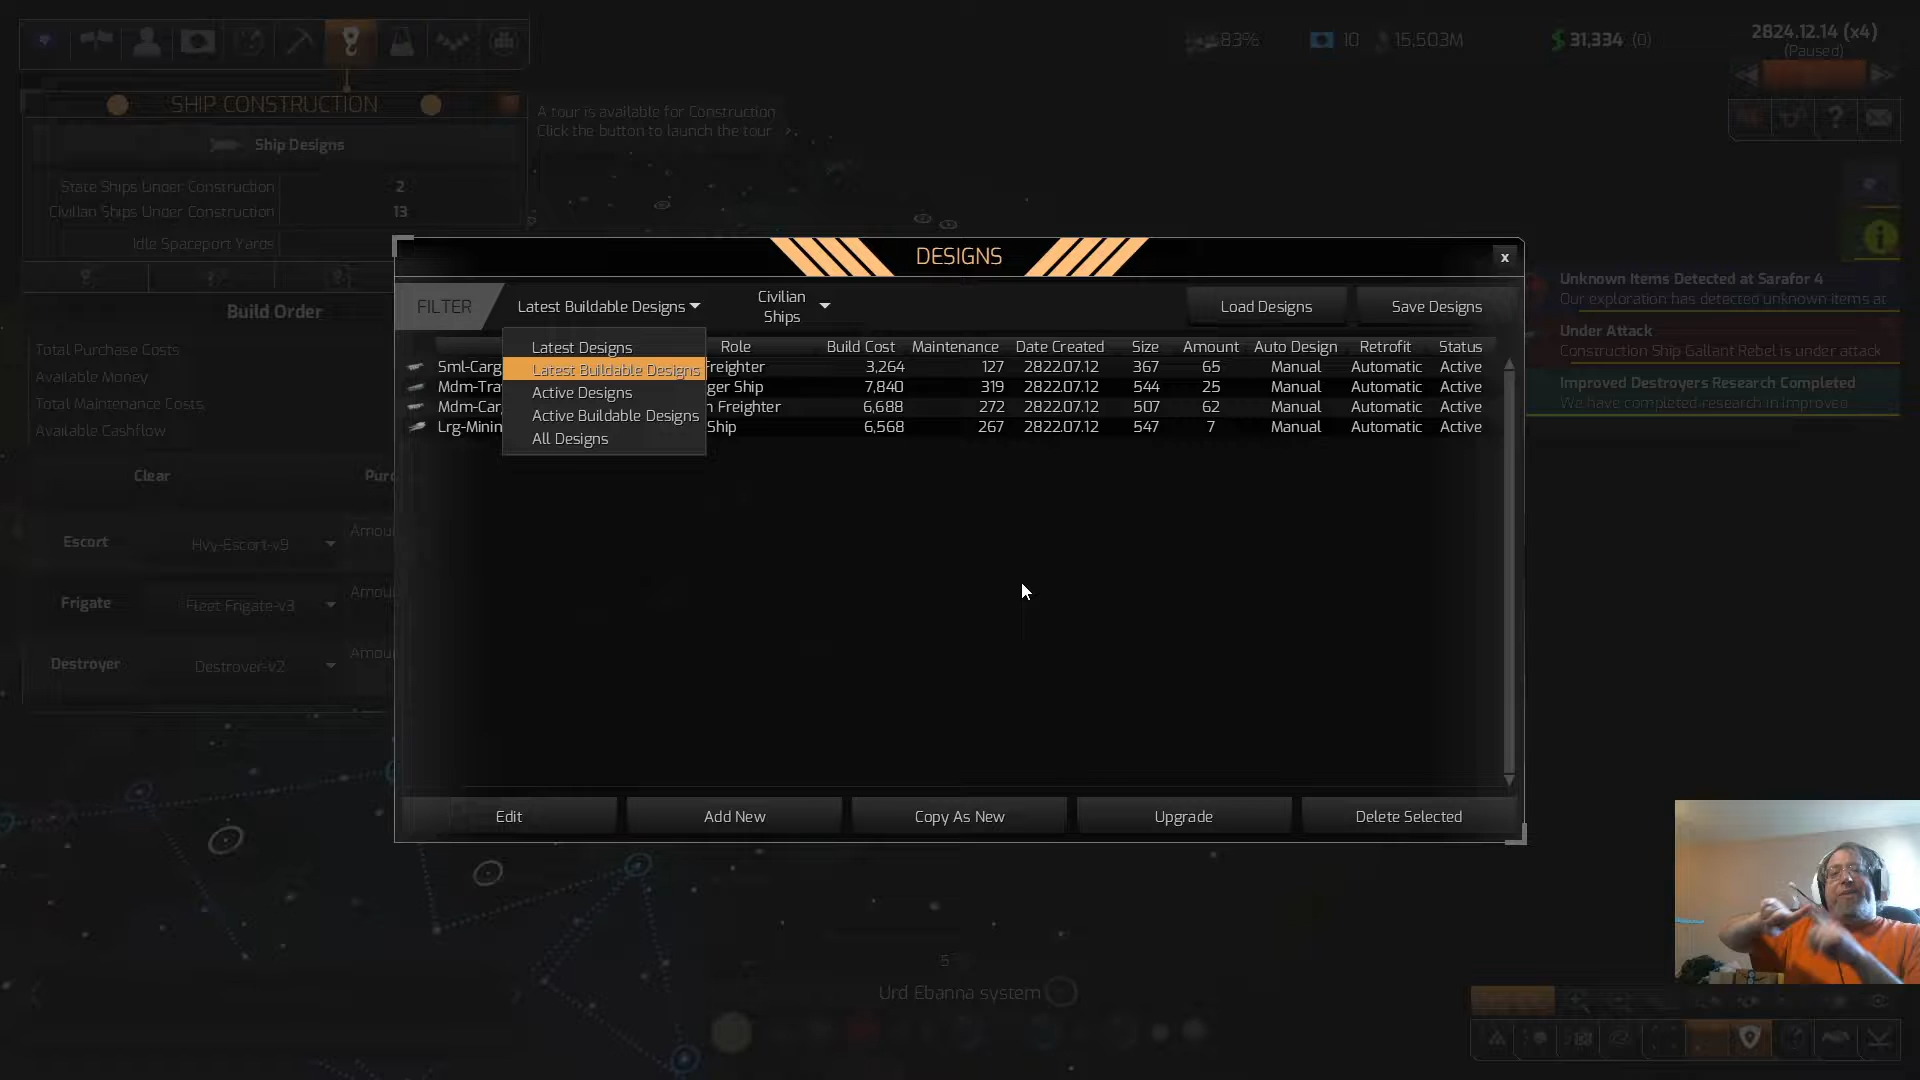 83%
10
15,503M
31,334 (0)
2824.12.14 (x4)
(Paused)
SHIP CONSTRUCTION
A tour is available for Construction
Click the button to launch the tour
Ship Designs
State Ships Under Construction 2
Civilian Ships Under Construction 13
Idle Spaceport Yards
Build Order
Total Purchase Costs
Available Money
Total Maintenance Costs
Available Cashflow
Clear
Escort Hvy-Escort-v9
Frigate Fleet Frigate-v3
Destroyer Destroyer-v2
DESIGNS
x
FILTER
Latest Buildable Designs
Civilian
Ships
Load Designs
Save Designs
Latest Designs
Latest Buildable Designs
Active Designs
Active Buildable Designs
All Designs
Role Build Cost Maintenance Date Created Size Amount Auto Design Retrofit Status
Sml-Carg Freighter 3,264 127 2822.07.12 367 65 Manual Automatic Active
Mdm-Tra ger Ship 7,840 319 2822.07.12 544 25 Manual Automatic Active
Mdm-Car Freighter 6,688 272 2822.07.12 507 62 Manual Automatic Active
Lrg-Minin Ship 6,568 267 2822.07.12 547 7 Manual Automatic Active
Edit
Add New
Copy As New
Upgrade
Delete Selected
Unknown Items Detected at Sarafor 4
Our exploration has detected unknown items at
Under Attack
Construction Ship Gallant Rebel is under attack
Improved Destroyers Research Completed
We have completed research in Improved
5
Urd Ebanna system